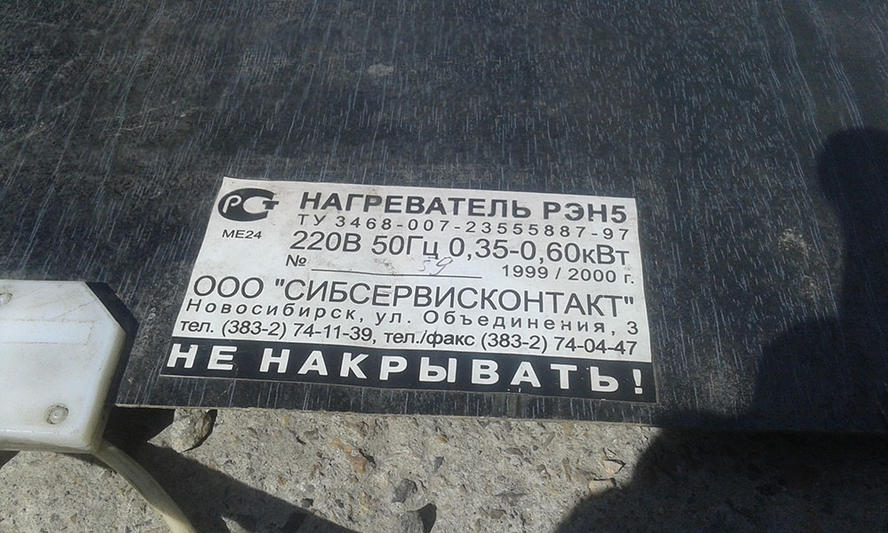 РСТ НАГРЕВАТЕЛЬ РЭН5
ТУ 3468-007-23555887-97
МЕ24 220В 50Гц 0,35-0,60кВт
№ 59 1999 / 2000 г.
ООО "СИБСЕРВИСКОНТАКТ"
Новосибирск, ул. Объединения, 3
тел. (383-2) 74-11-39, тел./факс (383-2) 74-04-47
НЕ НАКРЫВАТЬ!